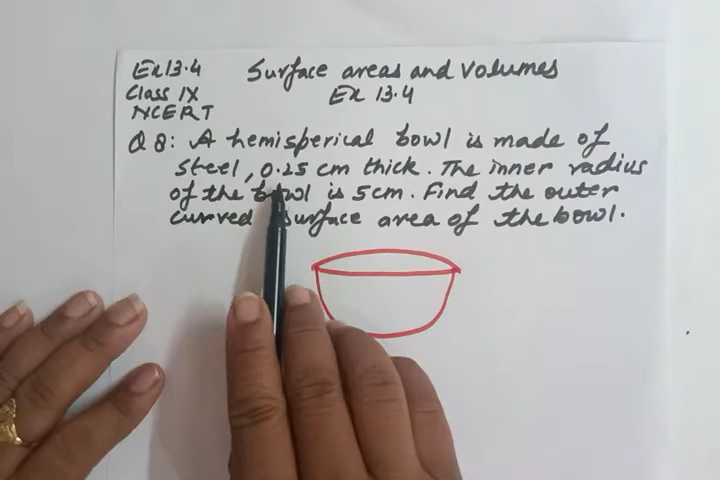 Ex 13.4 Surface areas and Volumes
Class IX Ex 13.4
NCERT
Q 8: A hemisperical bowl is made of
steel, 0.25 cm thick. The inner radius
of the bowl is 5 cm. Find the outer
curved surface area of the bowl.